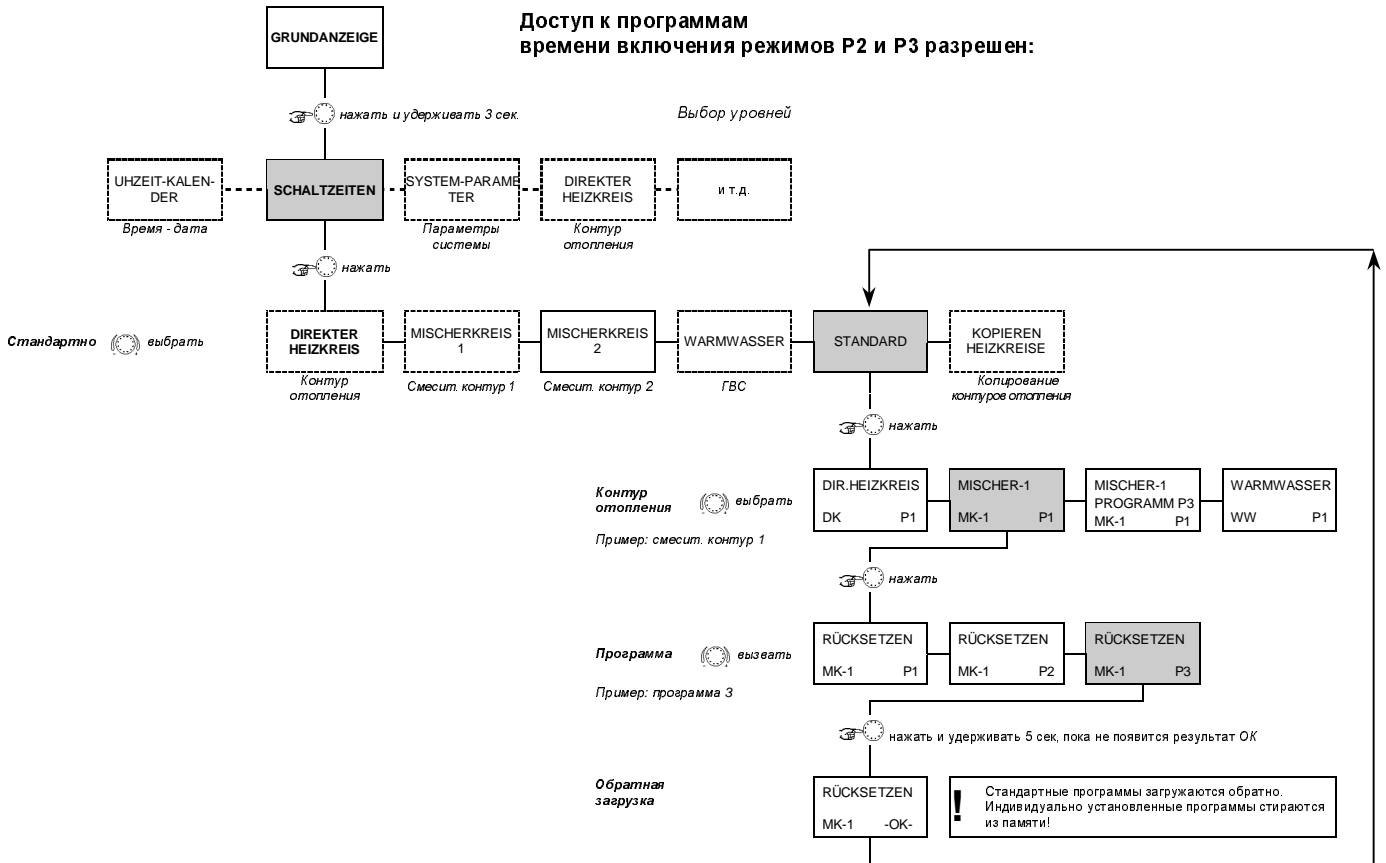 Доступ к программам
времени включения режимов P2 и P3 разрешен:
GRUNDANZEIGE
нажать и удерживать 3 сек.
Выбор уровней
UHZEIT-KALEN-
DER
SCHALTZEITEN
SYSTEM-PARAME
TER
DIREKTER
HEIZKREIS
и т.д.
Время - дата
Параметры
системы
Контур
отопления
нажать
Стандартно
выбрать
DIREKTER
HEIZKREIS
MISCHERKREIS
1
MISCHERKREIS
2
WARMWASSER
STANDARD
KOPIEREN
HEIZKREISE
Контур
отопления
Смесит. контур 1
Смесит. контур 2
ГВС
Копирование
контуров отопления
нажать
Контур
отопления
выбрать
Пример: смесит. контур 1
DIR.HEIZKREIS
DK P1
MISCHER-1
MK-1 P1
MISCHER-1
PROGRAMM P3
MK-1 P1
WARMWASSER
WW P1
нажать
Программа
вызвать
Пример: программа 3
RÜCKSETZEN
MK-1 P1
RÜCKSETZEN
MK-1 P2
RÜCKSETZEN
MK-1 P3
нажать и удерживать 5 сек, пока не появится результат OK
Обратная
загрузка
RÜCKSETZEN
MK-1 -OK-
! Стандартные программы загружаются обратно.
Индивидуально установленные программы стираются
из памяти!